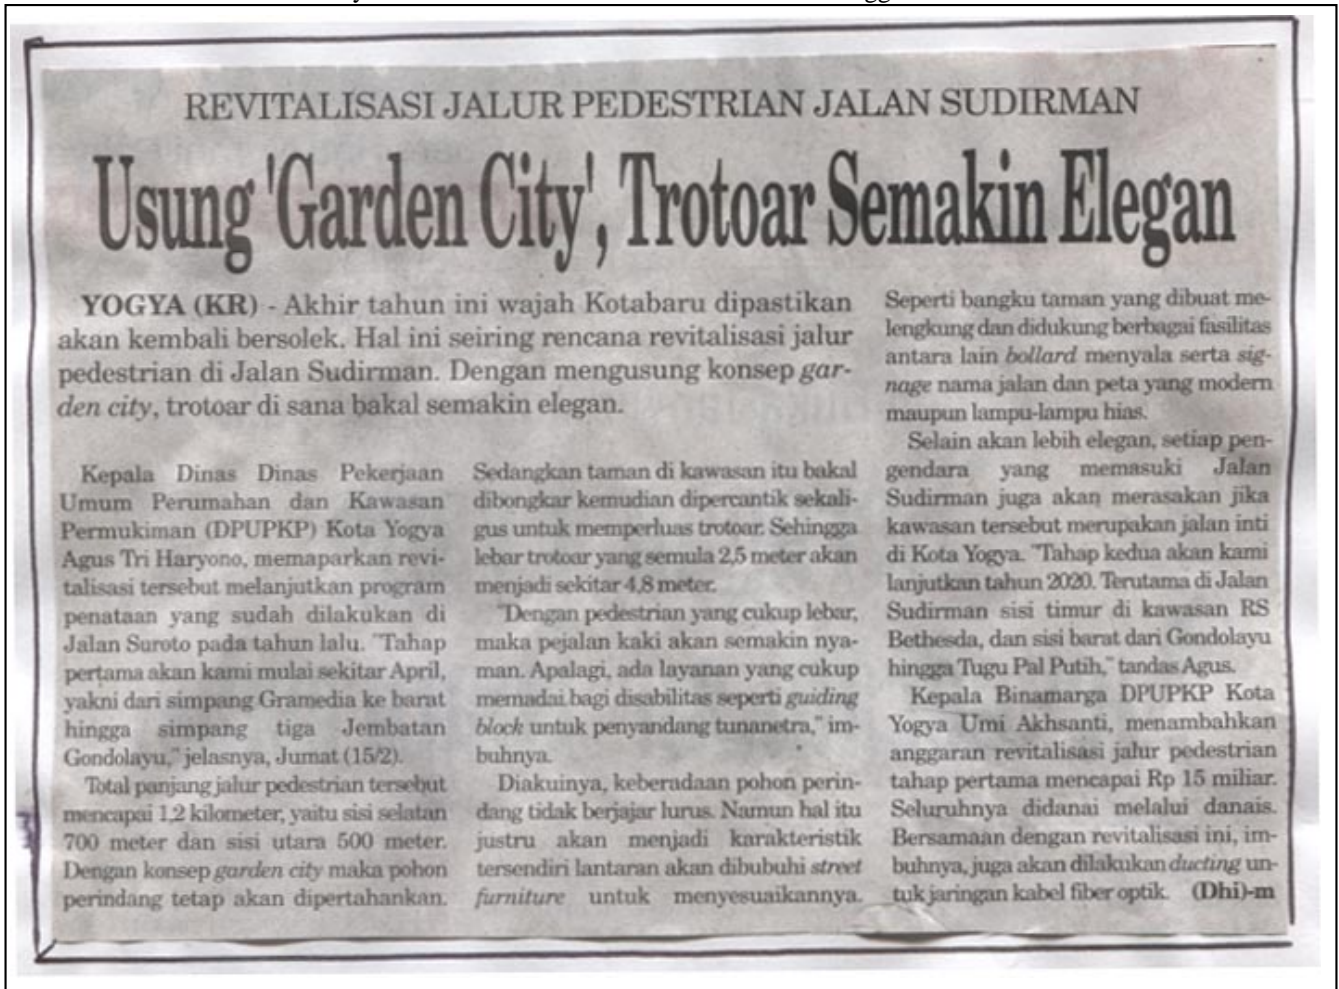 REVITALISASI JALUR PEDESTRIAN JALAN SUDIRMAN
Usung 'Garden City', Trotoar Semakin Elegan
YOGYA (KR) - Akhir tahun ini wajah Kotabaru dipastikan
akan kembali bersolek. Hal ini seiring rencana revitalisasi jalur
pedestrian di Jalan Sudirman. Dengan mengusung konsep gar-
den city, trotoar di sana bakal semakin elegan.
Kepala Dinas Dinas Pekerjaan
Umum Perumahan dan Kawasan
Permukiman (DPUPKP) Kota Yogya
Agus Tri Haryono, memaparkan revi-
talisasi tersebut melanjutkan program
penataan yang sudah dilakukan di
Jalan Suroto pada tahun lalu. "Tahap
pertama akan kami mulai sekitar April,
yakni dari simpang Gramedia ke barat
hingga simpang tiga Jembatan
Gondolayu," jelasnya, Jumat (15/2).
Total panjang jalur pedestrian tersebut
mencapai 1,2 kilometer, yaitu sisi selatan
700 meter dan sisi utara 500 meter.
Dengan konsep garden city maka pohon
perindang tetap akan dipertahankan.
Sedangkan taman di kawasan itu bakal
dibongkar kemudian dipercantik sekali-
gus untuk memperluas trotoar. Sehingga
lebar trotoar yang semula 2,5 meter akan
menjadi sekitar 4,8 meter.
"Dengan pedestrian yang cukup lebar,
maka pejalan kaki akan semakin nya-
man. Apalagi, ada layanan yang cukup
memadai bagi disabilitas seperti guiding
block untuk penyandang tunanetra," im-
buhnya.
Diakuinya, keberadaan pohon perin-
dang tidak berjajar lurus. Namun hal itu
justru akan menjadi karakteristik
tersendiri lantaran akan dibubuhi street
furniture untuk menyesuaikannya.
Seperti bangku taman yang dibuat me-
lengkung dan didukung berbagai fasilitas
antara lain bollard menyala serta sig-
nage nama jalan dan peta yang modern
maupun lampu-lampu hias.
Selain akan lebih elegan, setiap pen-
gendara yang memasuki Jalan
Sudirman juga akan merasakan jika
kawasan tersebut merupakan jalan inti
di Kota Yogya. "Tahap kedua akan kami
lanjutkan tahun 2020. Terutama di Jalan
Sudirman sisi timur di kawasan RS
Bethesda, dan sisi barat dari Gondolayu
hingga Tugu Pal Putih," tandas Agus.
Kepala Binamarga DPUPKP Kota
Yogya Umi Akhsanti, menambahkan
anggaran revitalisasi jalur pedestrian
tahap pertama mencapai Rp 15 miliar.
Seluruhnya didanai melalui danais.
Bersamaan dengan revitalisasi ini, im-
buhnya, juga akan dilakukan ducting un-
tuk jaringan kabel fiber optik. (Dhi)-m